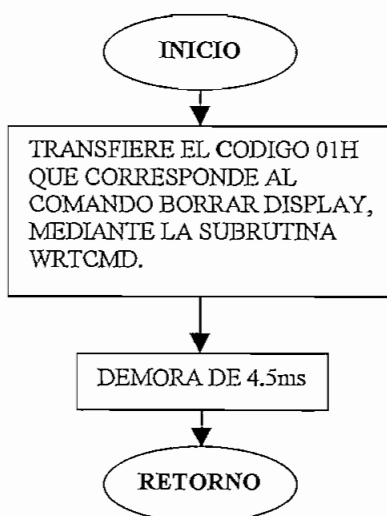 INICIO
TRANSFIERE EL CODIGO 01H
QUE CORRESPONDE AL
COMANDO BORRAR DISPLAY,
MEDIANTE LA SUBRUTINA
WRTCMD.
DEMORA DE 4.5ms
RETORNO